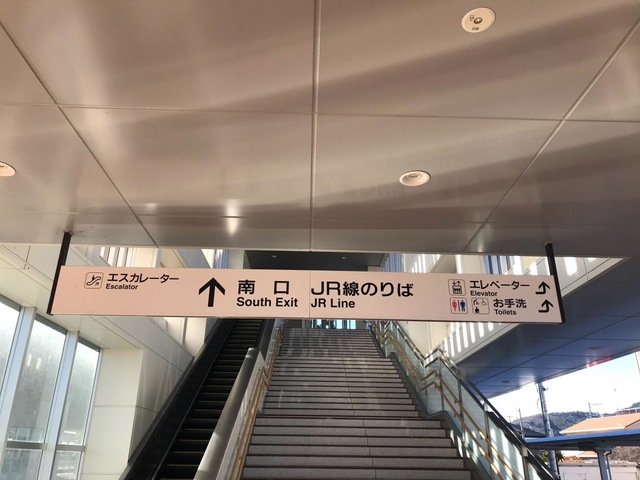 エスカレーター
Escalator
南口
South Exit
JR線のりば
JR Line
エレベーター
Elevator
お手洗
Toilets